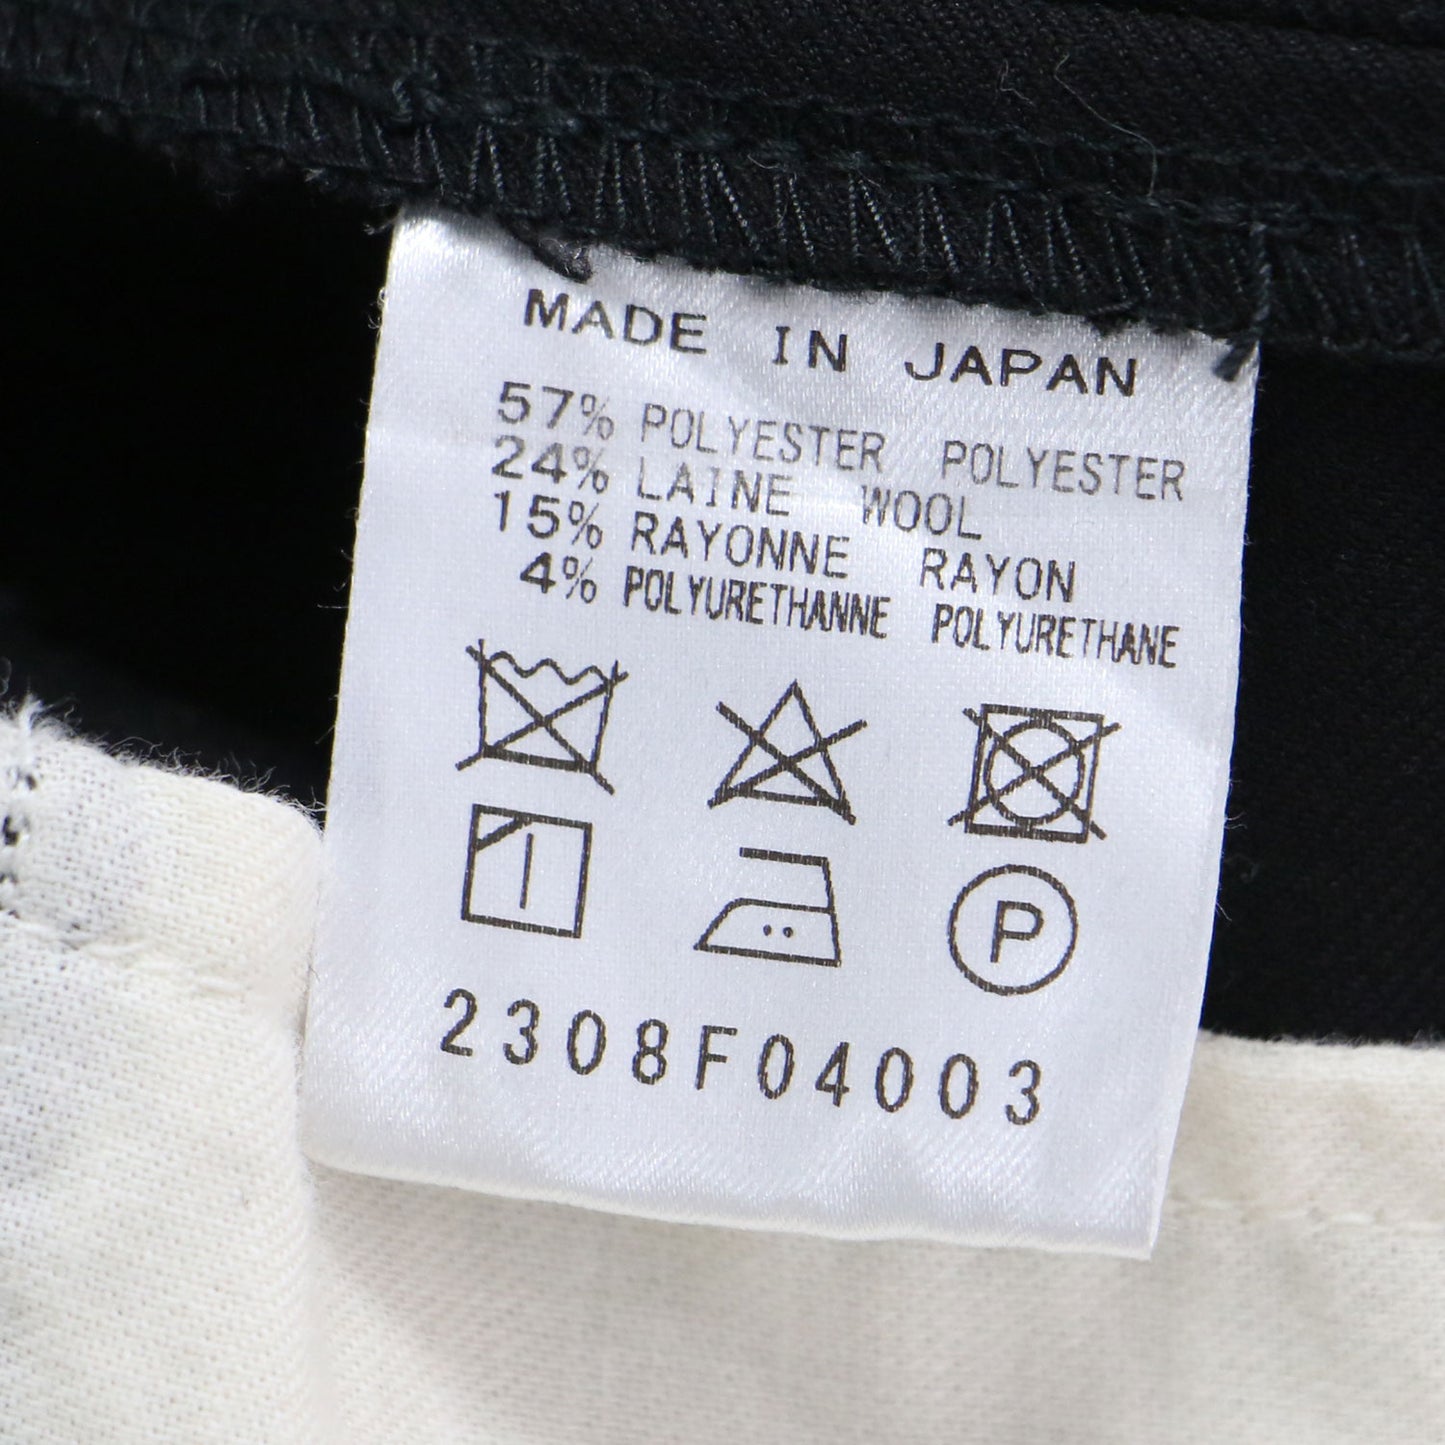 MADE IN JAPAN
57% POLYESTER POLYESTER
24% LAINE WOOL
15% RAYONNE RAYON
4% POLYURETHANNE POLYURETHANE
P
2308F04003